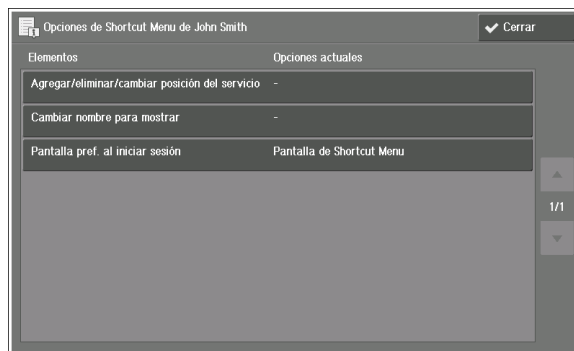 Opciones de Shortcut Menu de John Smith
Cerrar
Elementos Opciones actuales
Agregar/eliminar/cambiar posición del servicio -
Cambiar nombre para mostrar -
Pantalla pref. al iniciar sesión Pantalla de Shortcut Menu
1/1